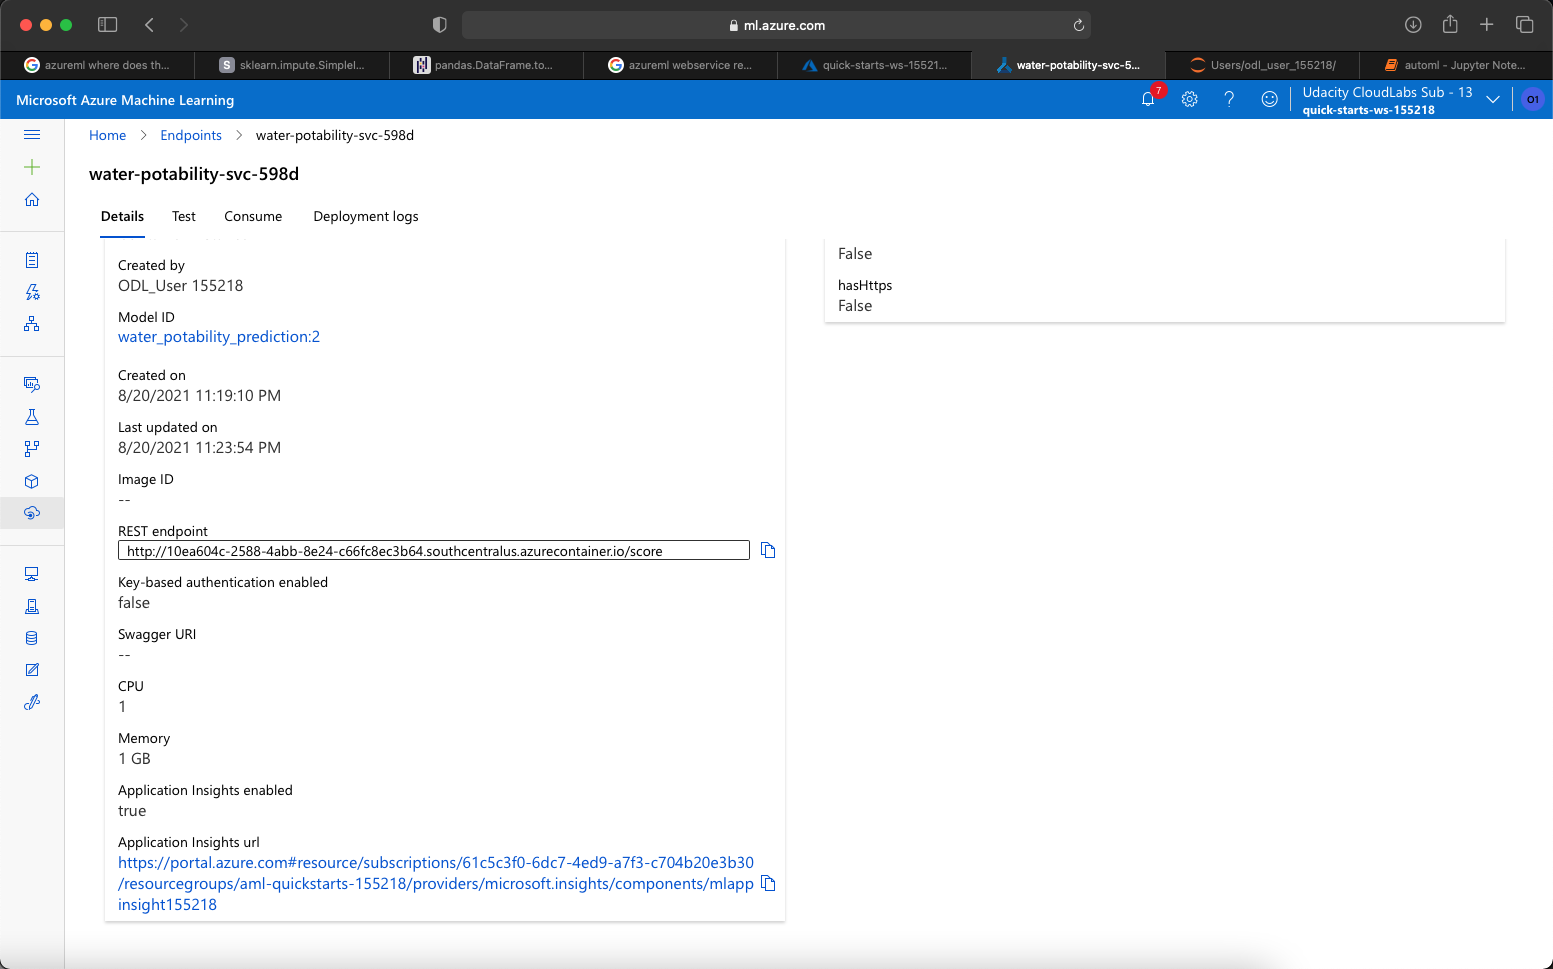 ml.azure.com
azureml where does th...
S sklearn.impute.SimpleI...
pandas.DataFrame.to...
azureml webservice re...
quick-starts-ws-15521...
water-potability-svc-5...
Users/odl_user_155218/
automl - Jupyter Note...
Microsoft Azure Machine Learning
7
Udacity CloudLabs Sub - 13
quick-starts-ws-155218
O1
Home > Endpoints > water-potability-svc-598d
water-potability-svc-598d
Details Test Consume Deployment logs
Created by
ODL_User 155218
Model ID
water_potability_prediction:2
Created on
8/20/2021 11:19:10 PM
Last updated on
8/20/2021 11:23:54 PM
Image ID
--
REST endpoint
http://10ea604c-2588-4abb-8e24-c66fc8ec3b64.southcentralus.azurecontainer.io/score
Key-based authentication enabled
false
Swagger URI
--
CPU
1
Memory
1 GB
Application Insights enabled
true
Application Insights url
https://portal.azure.com#resource/subscriptions/61c5c3f0-6dc7-4ed9-a7f3-c704b20e3b30
/resourcegroups/aml-quickstarts-155218/providers/microsoft.insights/components/mlapp
insight155218
False
hasHttps
False